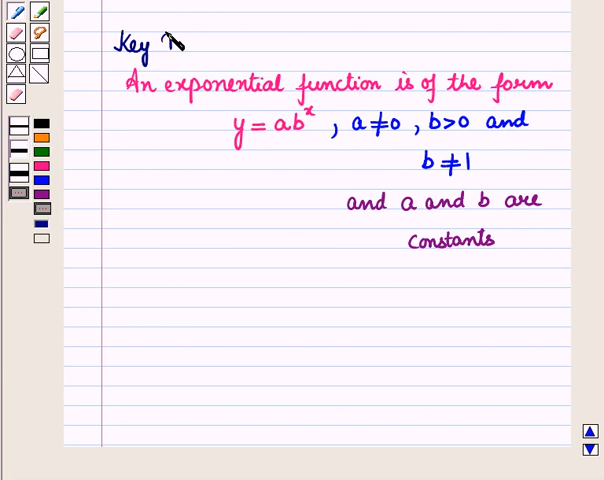 Key
An exponential function is of the form
y = ab^x , a ≠ 0 , b > 0 and
b ≠ 1
and a and b are
constants